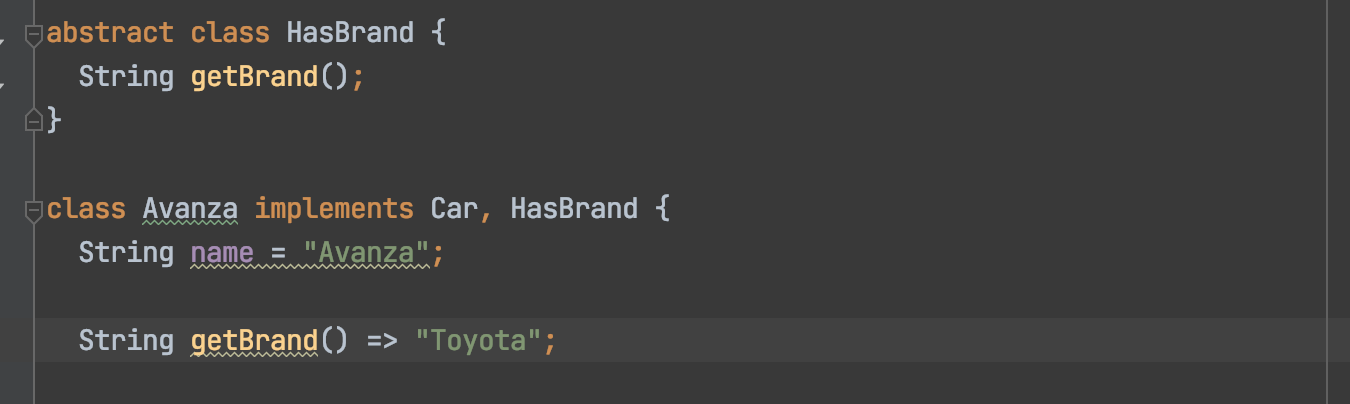 abstract class HasBrand {
  String getBrand();
}
class Avanza implements Car, HasBrand {
  String name = "Avanza";
  String getBrand() => "Toyota";